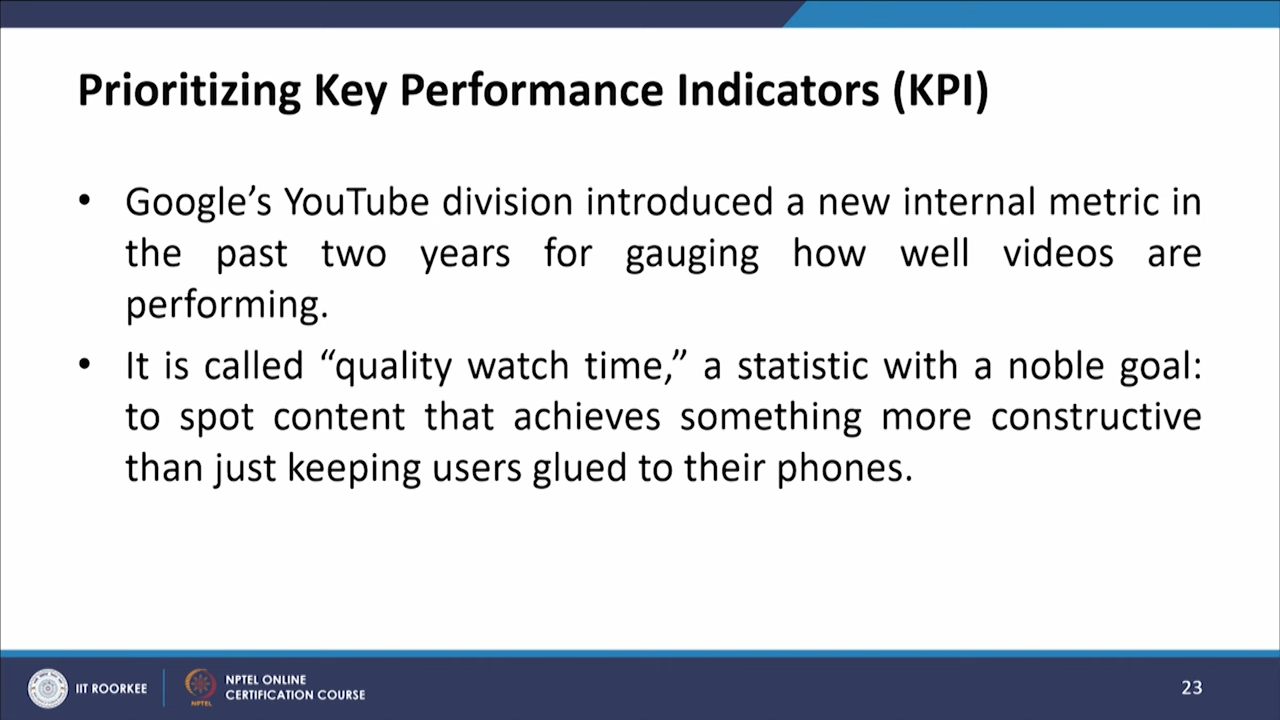 Prioritizing Key Performance Indicators (KPI)
• Google’s YouTube division introduced a new internal metric in
the past two years for gauging how well videos are
performing.
• It is called “quality watch time,” a statistic with a noble goal:
to spot content that achieves something more constructive
than just keeping users glued to their phones.
IIT ROORKEE
NPTEL
NPTEL ONLINE
CERTIFICATION COURSE
23